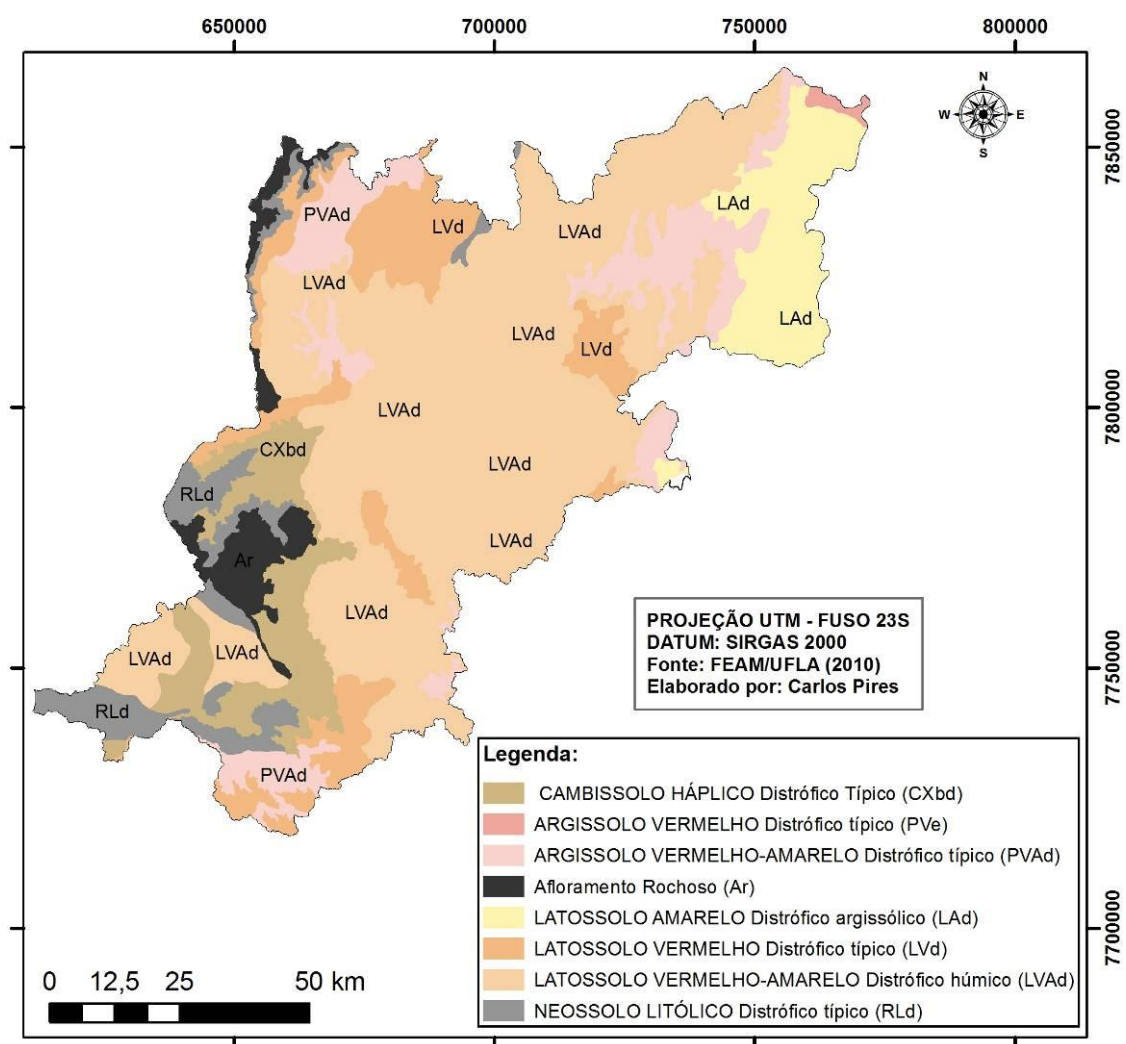 650000 700000 750000 800000
N
W E
S
7850000
7800000
7750000
7700000
PVAd
LVd
LVAd
LAd
LVAd
LAd
LVAd
LVd
LVAd
CXbd
LVAd
RLd
LVAd
Ar
LVAd
LVAd
LVAd
RLd
PVAd
PROJEÇÃO UTM - FUSO 23S
DATUM: SIRGAS 2000
Fonte: FEAM/UFLA (2010)
Elaborado por: Carlos Pires
Legenda:
CAMBISSOLO HÁPLICO Distrófico Típico (CXbd)
ARGISSOLO VERMELHO Distrófico típico (PVe)
ARGISSOLO VERMELHO-AMARELO Distrófico típico (PVAd)
Afloramento Rochoso (Ar)
LATOSSOLO AMARELO Distrófico argissólico (LAd)
LATOSSOLO VERMELHO Distrófico típico (LVd)
LATOSSOLO VERMELHO-AMARELO Distrófico húmico (LVAd)
NEOSSOLO LITÓLICO Distrófico típico (RLd)
0 12,5 25 50 km